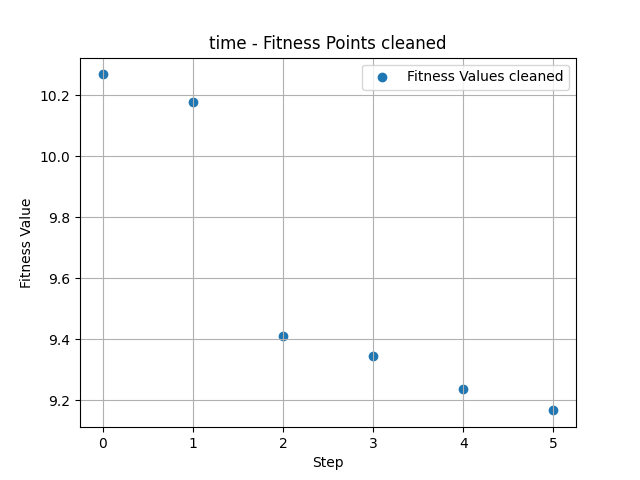 time - Fitness Points cleaned
Fitness Values cleaned
10.2
10.0
9.8
9.6
9.4
9.2
Fitness Value
0 1 2 3 4 5
Step